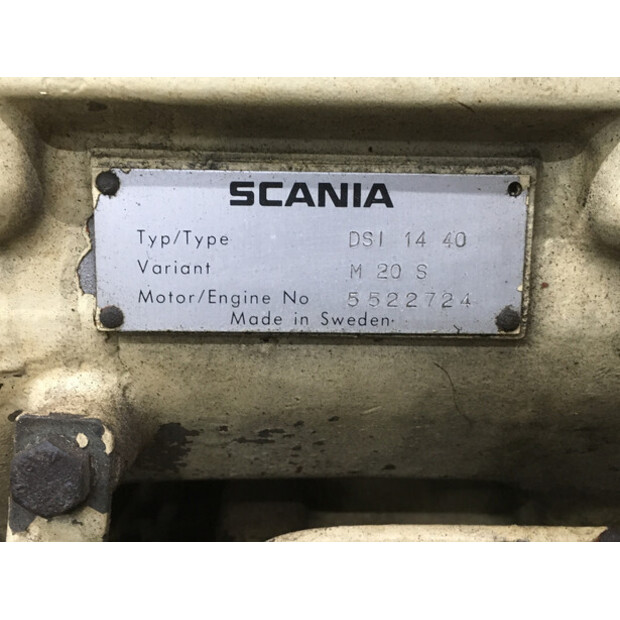 SCANIA
Typ/Type DSI 14 40
Variant M 20 S
Motor/Engine No 5522724
Made in Sweden